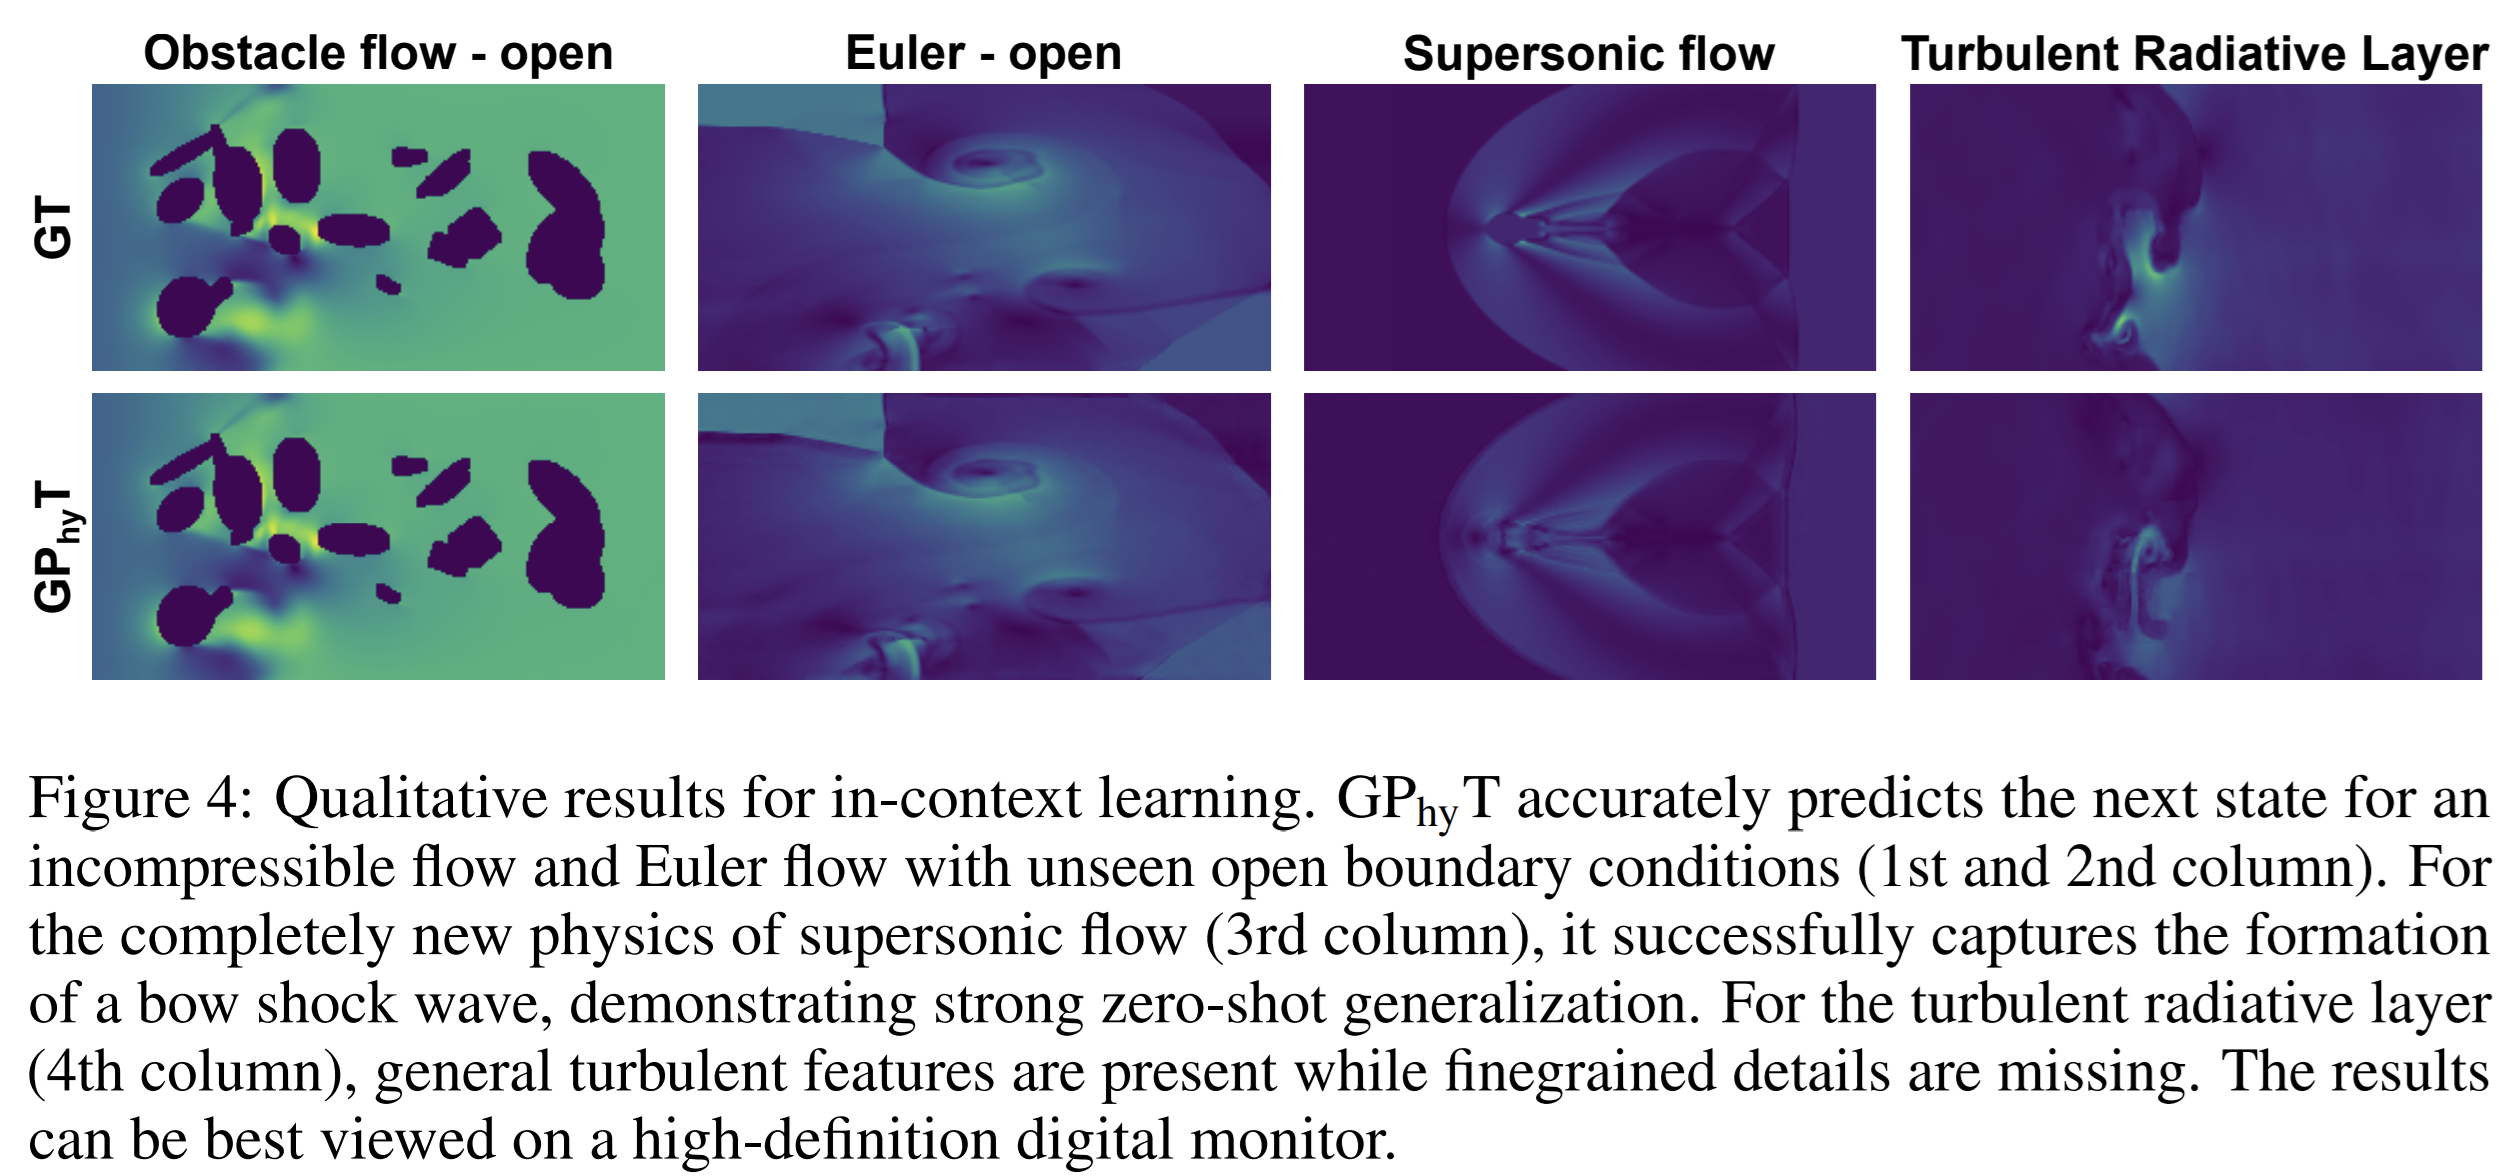 Obstacle flow - open
Euler - open
Supersonic flow
Turbulent Radiative Layer
GT
GPhyT
Figure 4: Qualitative results for in-context learning. GPhyT accurately predicts the next state for an
incompressible flow and Euler flow with unseen open boundary conditions (1st and 2nd column). For
the completely new physics of supersonic flow (3rd column), it successfully captures the formation
of a bow shock wave, demonstrating strong zero-shot generalization. For the turbulent radiative layer
(4th column), general turbulent features are present while finegrained details are missing. The results
can be best viewed on a high-definition digital monitor.